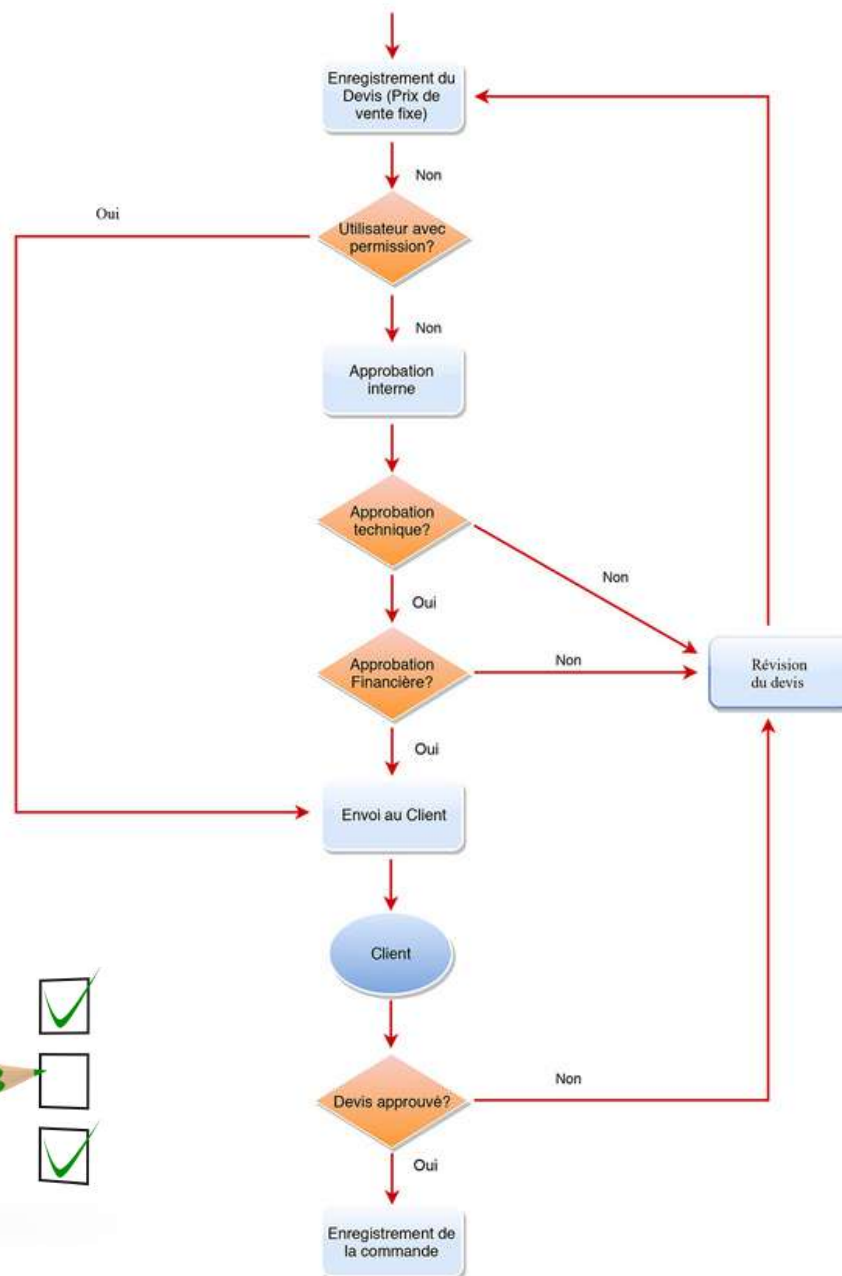 Enregistrement du
Devis (Prix de
vente fixe)
Non
Oui
Utilisateur avec
permission?
Non
Approbation
interne
Approbation
technique?
Non
Oui
Approbation
Financière?
Non
Révision
du devis
Oui
Envoi au Client
Client
Devis approuvé?
Non
Oui
Enregistrement de
la commande